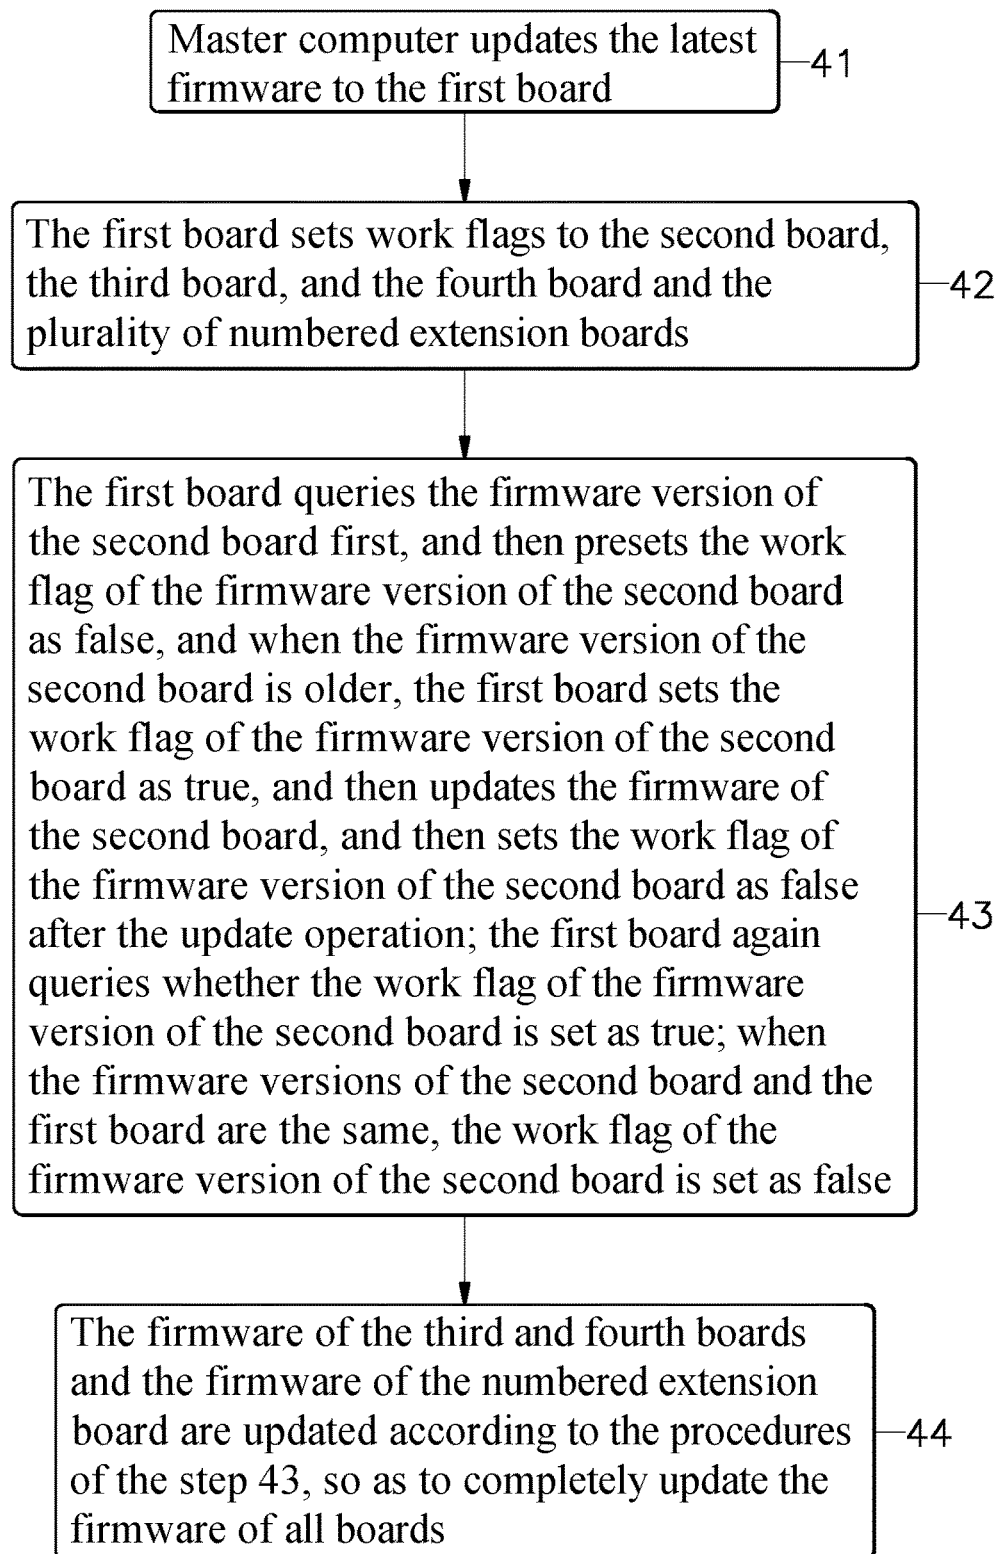 Master computer updates the latest
firmware to the first board
41
The first board sets work flags to the second board,
the third board, and the fourth board and the
plurality of numbered extension boards
42
The first board queries the firmware version of
the second board first, and then presets the work
flag of the firmware version of the second board
as false, and when the firmware version of the
second board is older, the first board sets the
work flag of the firmware version of the second
board as true, and then updates the firmware of
the second board, and then sets the work flag of
the firmware version of the second board as false
after the update operation; the first board again
queries whether the work flag of the firmware
version of the second board is set as true; when
the firmware versions of the second board and the
first board are the same, the work flag of the
firmware version of the second board is set as false
43
The firmware of the third and fourth boards
and the firmware of the numbered extension
board are updated according to the procedures
of the step 43, so as to completely update the
firmware of all boards
44